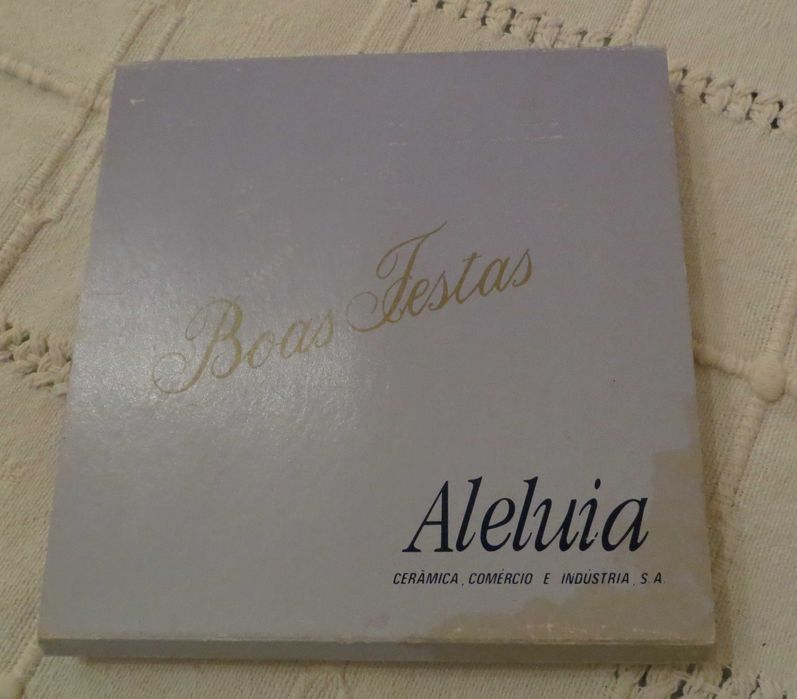 Boas Festas
Aleluia
CERÂMICA, COMÉRCIO E INDÚSTRIA, S.A.